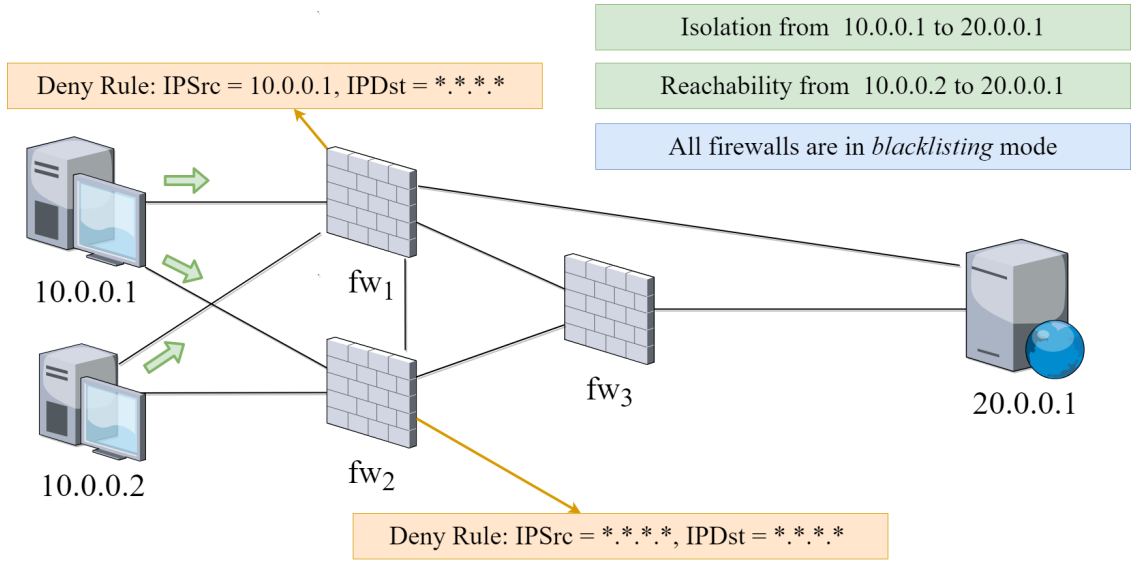 Isolation from 10.0.0.1 to 20.0.0.1
Deny Rule: IPSrc = 10.0.0.1, IPDst = *.*.*.*
Reachability from 10.0.0.2 to 20.0.0.1
All firewalls are in blacklisting mode
fw1
10.0.0.1
fw3
20.0.0.1
fw2
10.0.0.2
Deny Rule: IPSrc = *.*.*.*, IPDst = *.*.*.*